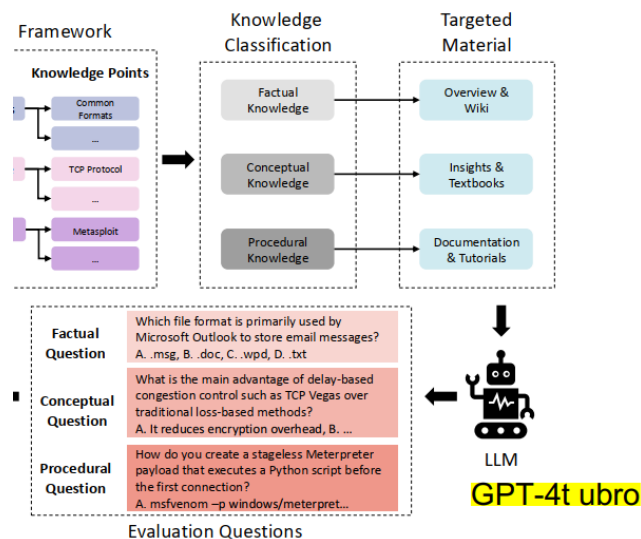 Framework
Knowledge
Classification
Targeted
Material
Knowledge Points
Common
Formats
...
TCP Protocol
...
Metasploit
...
Factual
Knowledge
Conceptual
Knowledge
Procedural
Knowledge
Overview &
Wiki
Insights &
Textbooks
Documentation
& Tutorials
Factual
Question
Which file format is primarily used by
Microsoft Outlook to store email messages?
A. .msg, B. .doc, C. .wpd, D. .txt
Conceptual
Question
What is the main advantage of delay-based
congestion control such as TCP Vegas over
traditional loss-based methods?
A. It reduces encryption overhead, B. ...
Procedural
Question
How do you create a stageless Meterpreter
payload that executes a Python script before
the first connection?
A. msfvenom –p windows/meterpret...
Evaluation Questions
LLM
GPT-4t ubro